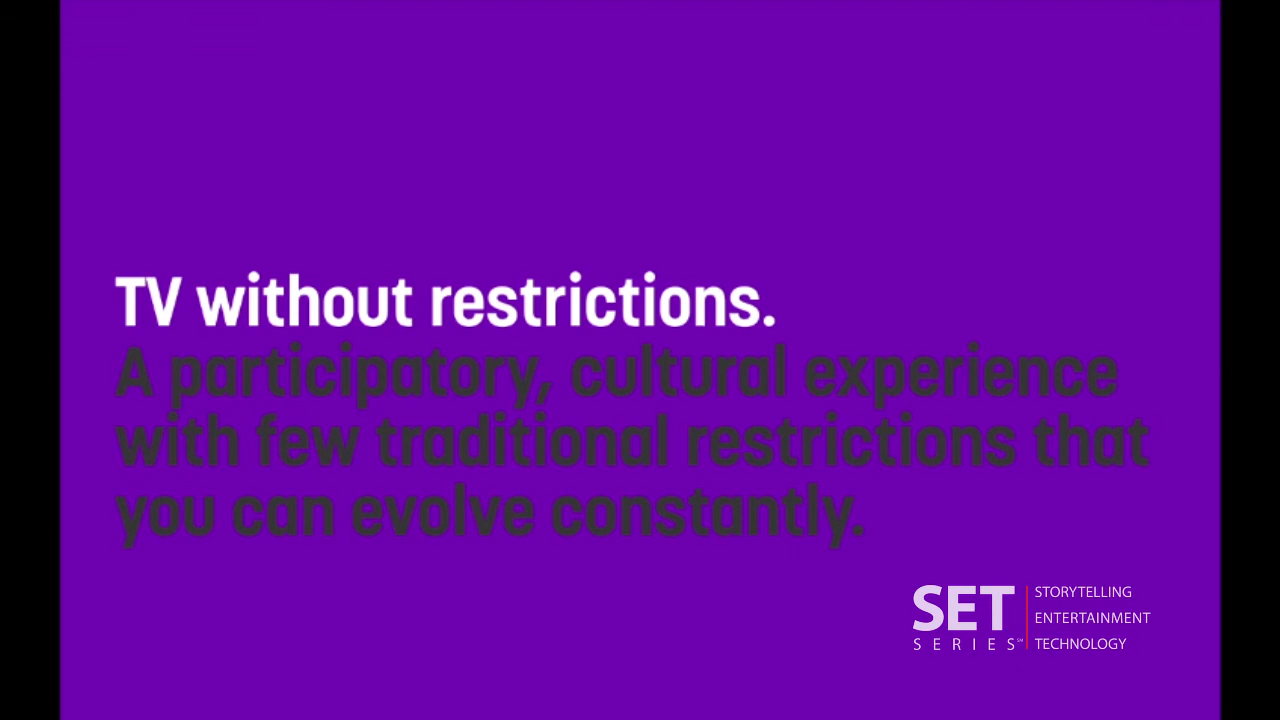 TV without restrictions.
A participatory, cultural experience
with few traditional restrictions that
you can evolve constantly.
SET
SERIES℠
STORYTELLING
ENTERTAINMENT
TECHNOLOGY